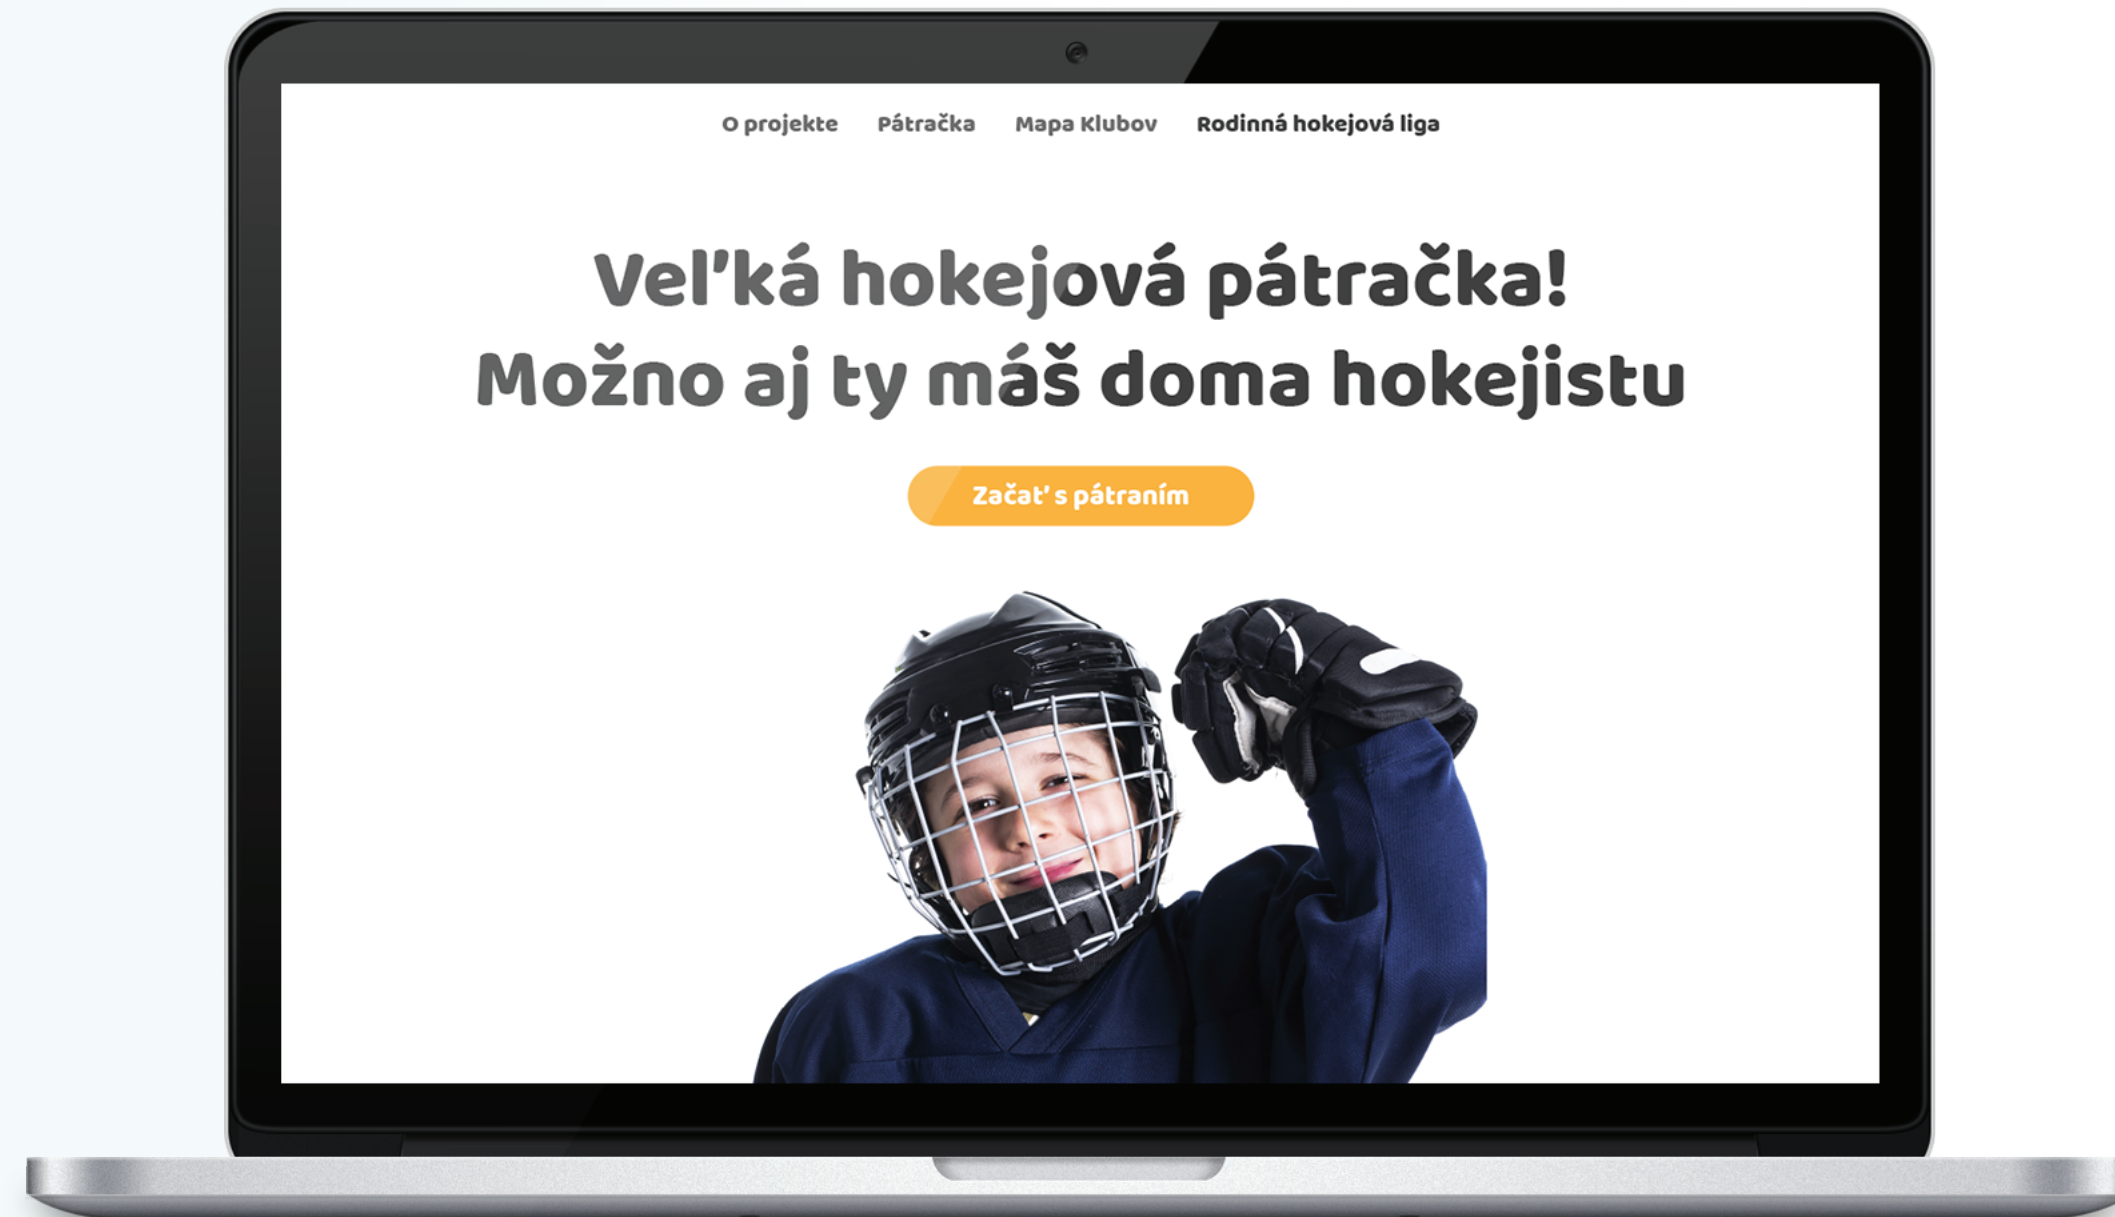 O projekte Pátračka Mapa Klubov Rodinná hokejová liga
Veľká hokejová pátračka!
Možno aj ty máš doma hokejistu
Začať s pátraním